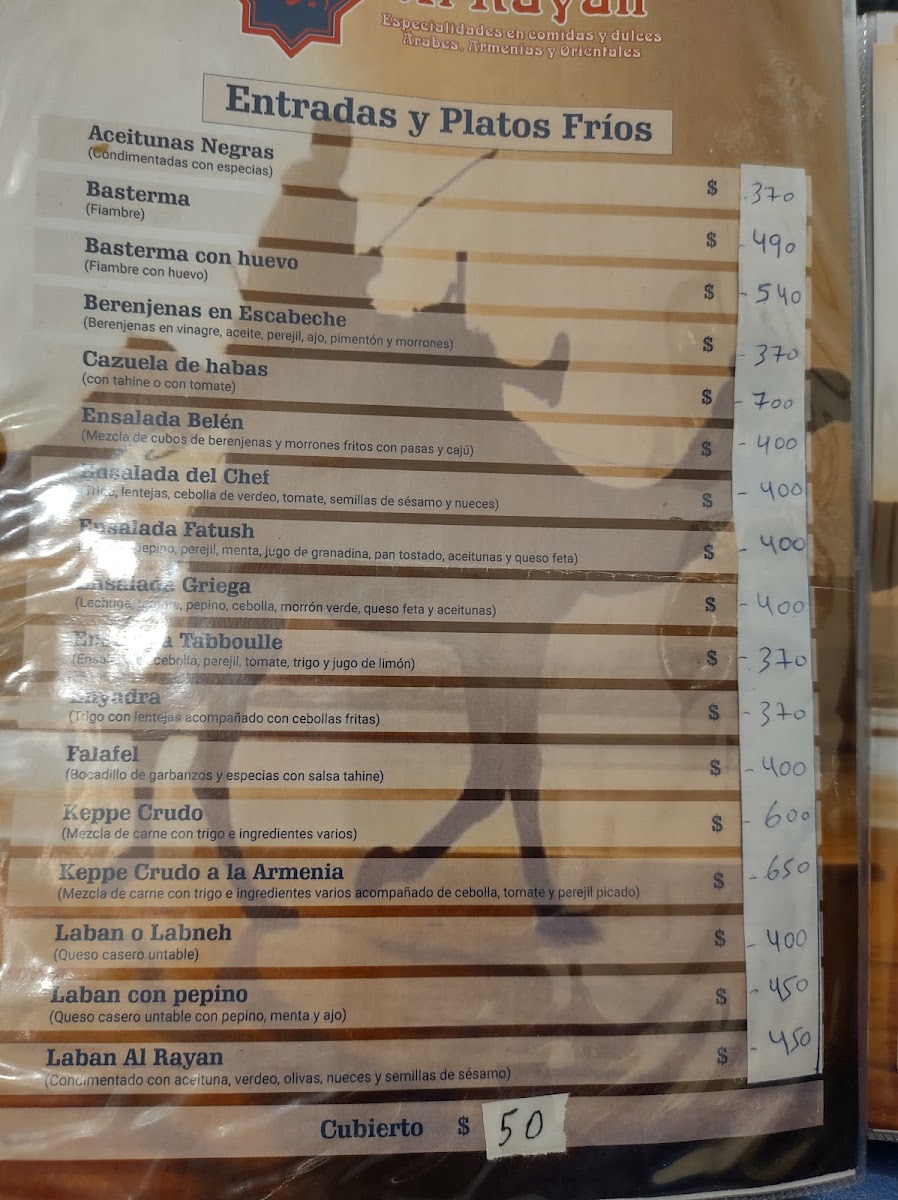 Especialidades en comidas y dulces
Árabes, Armenias y Orientales
Entradas y Platos Fríos
Aceitunas Negras
(Condimentadas con especias)
$ 370
Basterma
(Fiambre)
$ - 490
Basterma con huevo
(Fiambre con huevo)
$ - 540
Berenjenas en Escabeche
(Berenjenas en vinagre, aceite, perejil, ajo, pimentón y morrones)
$ - 370
Cazuela de habas
(con tahine o con tomate)
$ - 700
Ensalada Belén
(Mezcla de cubos de berenjenas y morrones fritos con pasas y cajú)
$ - 400
Ensalada del Chef
(Trigo, lentejas, cebolla de verdeo, tomate, semillas de sésamo y nueces)
$ - 400
Ensalada Fatush
pepino, perejil, menta, jugo de granadina, pan tostado, aceitunas y queso feta)
$ - 400
Ensalada Griega
(Lechuga, tomate, pepino, cebolla, morrón verde, queso feta y aceitunas)
$ - 400
Ensalada Tabboulle
cebolla, perejil, tomate, trigo y jugo de limón)
$ - 370
(Trigo con lentejas acompañado con cebollas fritas)
$ - 370
Falafel
(Bocadillo de garbanzos y especias con salsa tahine)
$ - 400
Keppe Crudo
(Mezcla de carne con trigo e ingredientes varios)
$ - 600
Keppe Crudo a la Armenia
(Mezcla de carne con trigo e ingredientes varios acompañado de cebolla, tomate y perejil picado)
$ - 650
Laban o Labneh
(Queso casero untable)
$ - 400
Laban con pepino
(Queso casero untable con pepino, menta y ajo)
$ - 450
Laban Al Rayan
(Condimentado con aceituna, verdeo, olivas, nueces y semillas de sésamo)
$ - 450
Cubierto $ 50